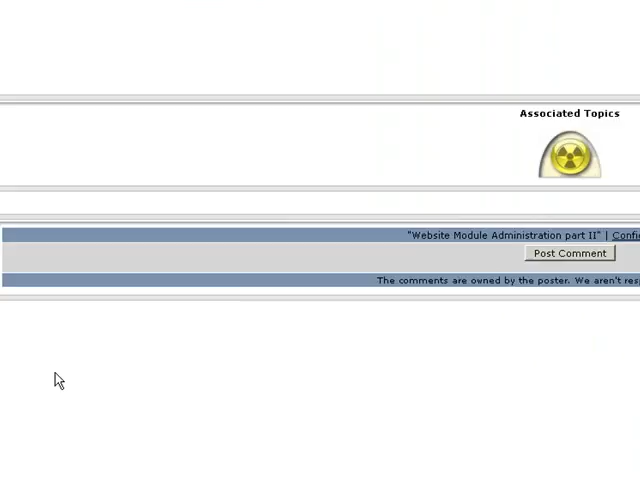 Associated Topics
"Website Module Administration part II" | Confi
Post Comment
The comments are owned by the poster. We aren't resp